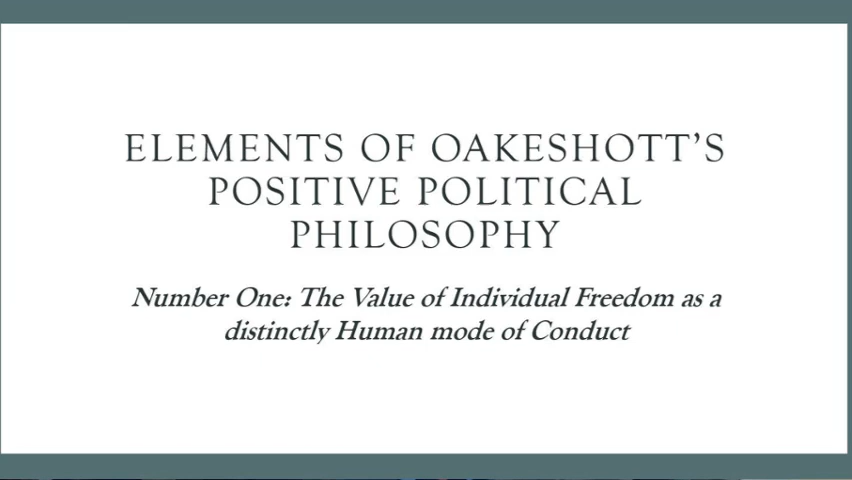 ELEMENTS OF OAKESHOTT'S
POSITIVE POLITICAL
PHILOSOPHY
Number One: The Value of Individual Freedom as a
distinctly Human mode of Conduct